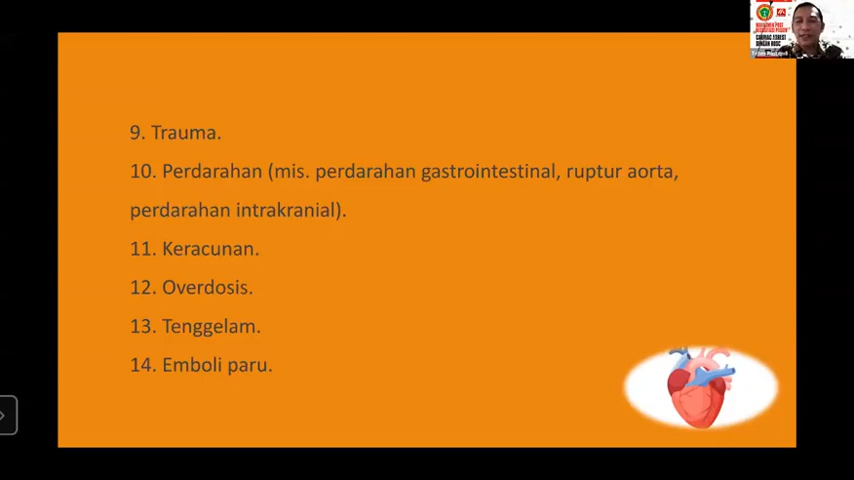 9. Trauma.
10. Perdarahan (mis. perdarahan gastrointestinal, ruptur aorta,
perdarahan intrakranial).
11. Keracunan.
12. Overdosis.
13. Tenggelam.
14. Emboli paru.